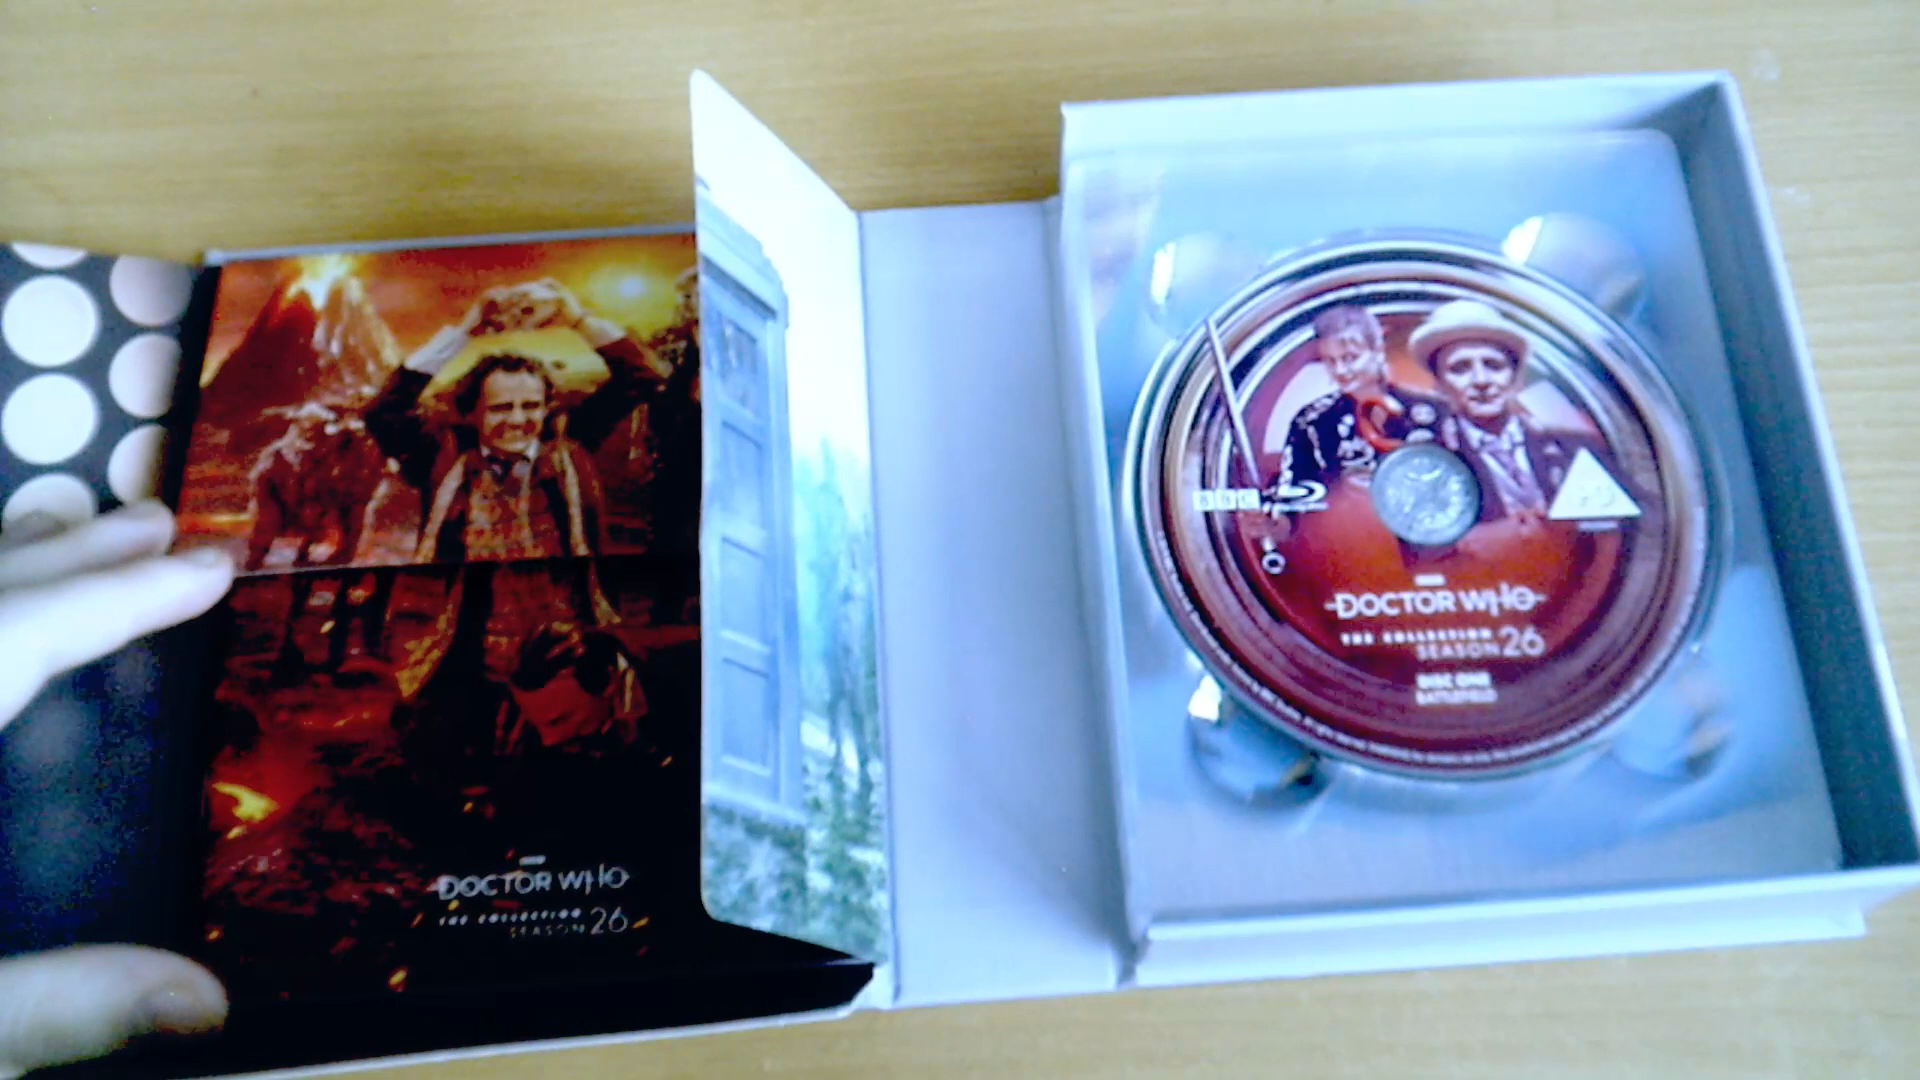 DOCTOR WHO
THE COLLECTION
SEASON 26
BBC
PG
DOCTOR WHO
THE COLLECTION
SEASON 26
DISC ONE
BATTLEFIELD